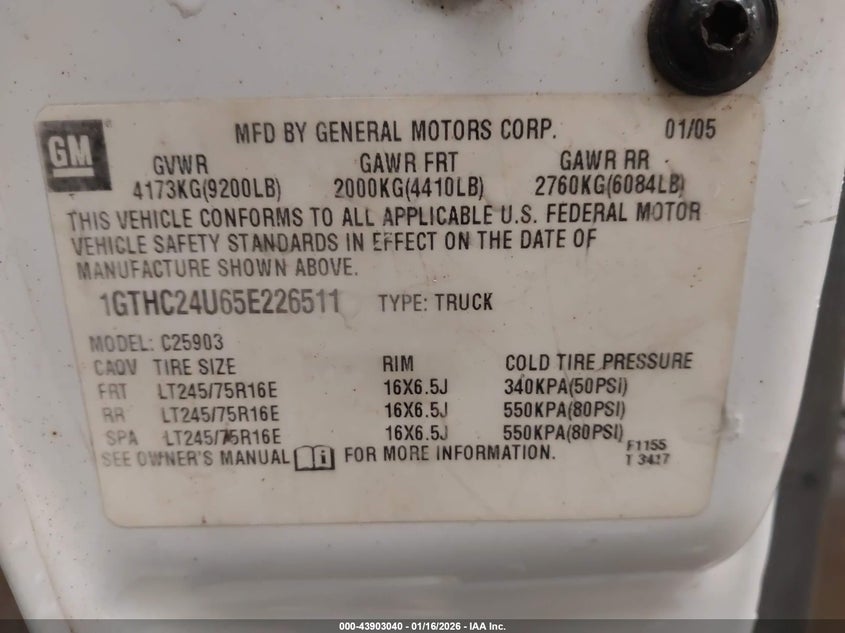 GM
MFD BY GENERAL MOTORS CORP. 01/05
GVWR GAWR FRT GAWR RR
4173KG(9200LB) 2000KG(4410LB) 2760KG(6084LB)
THIS VEHICLE CONFORMS TO ALL APPLICABLE U.S. FEDERAL MOTOR
VEHICLE SAFETY STANDARDS IN EFFECT ON THE DATE OF
MANUFACTURE SHOWN ABOVE.
1GTHC24U65E226511 TYPE: TRUCK
MODEL: C25903
CAQV TIRE SIZE RIM COLD TIRE PRESSURE
FRT LT245/75R16E 16X6.5J 340KPA(50PSI)
RR LT245/75R16E 16X6.5J 550KPA(80PSI)
SPA LT245/75R16E 16X6.5J 550KPA(80PSI)
SEE OWNER'S MANUAL i FOR MORE INFORMATION.
F1155
T 3417
000-43903040 - 01/16/2026 - IAA Inc.